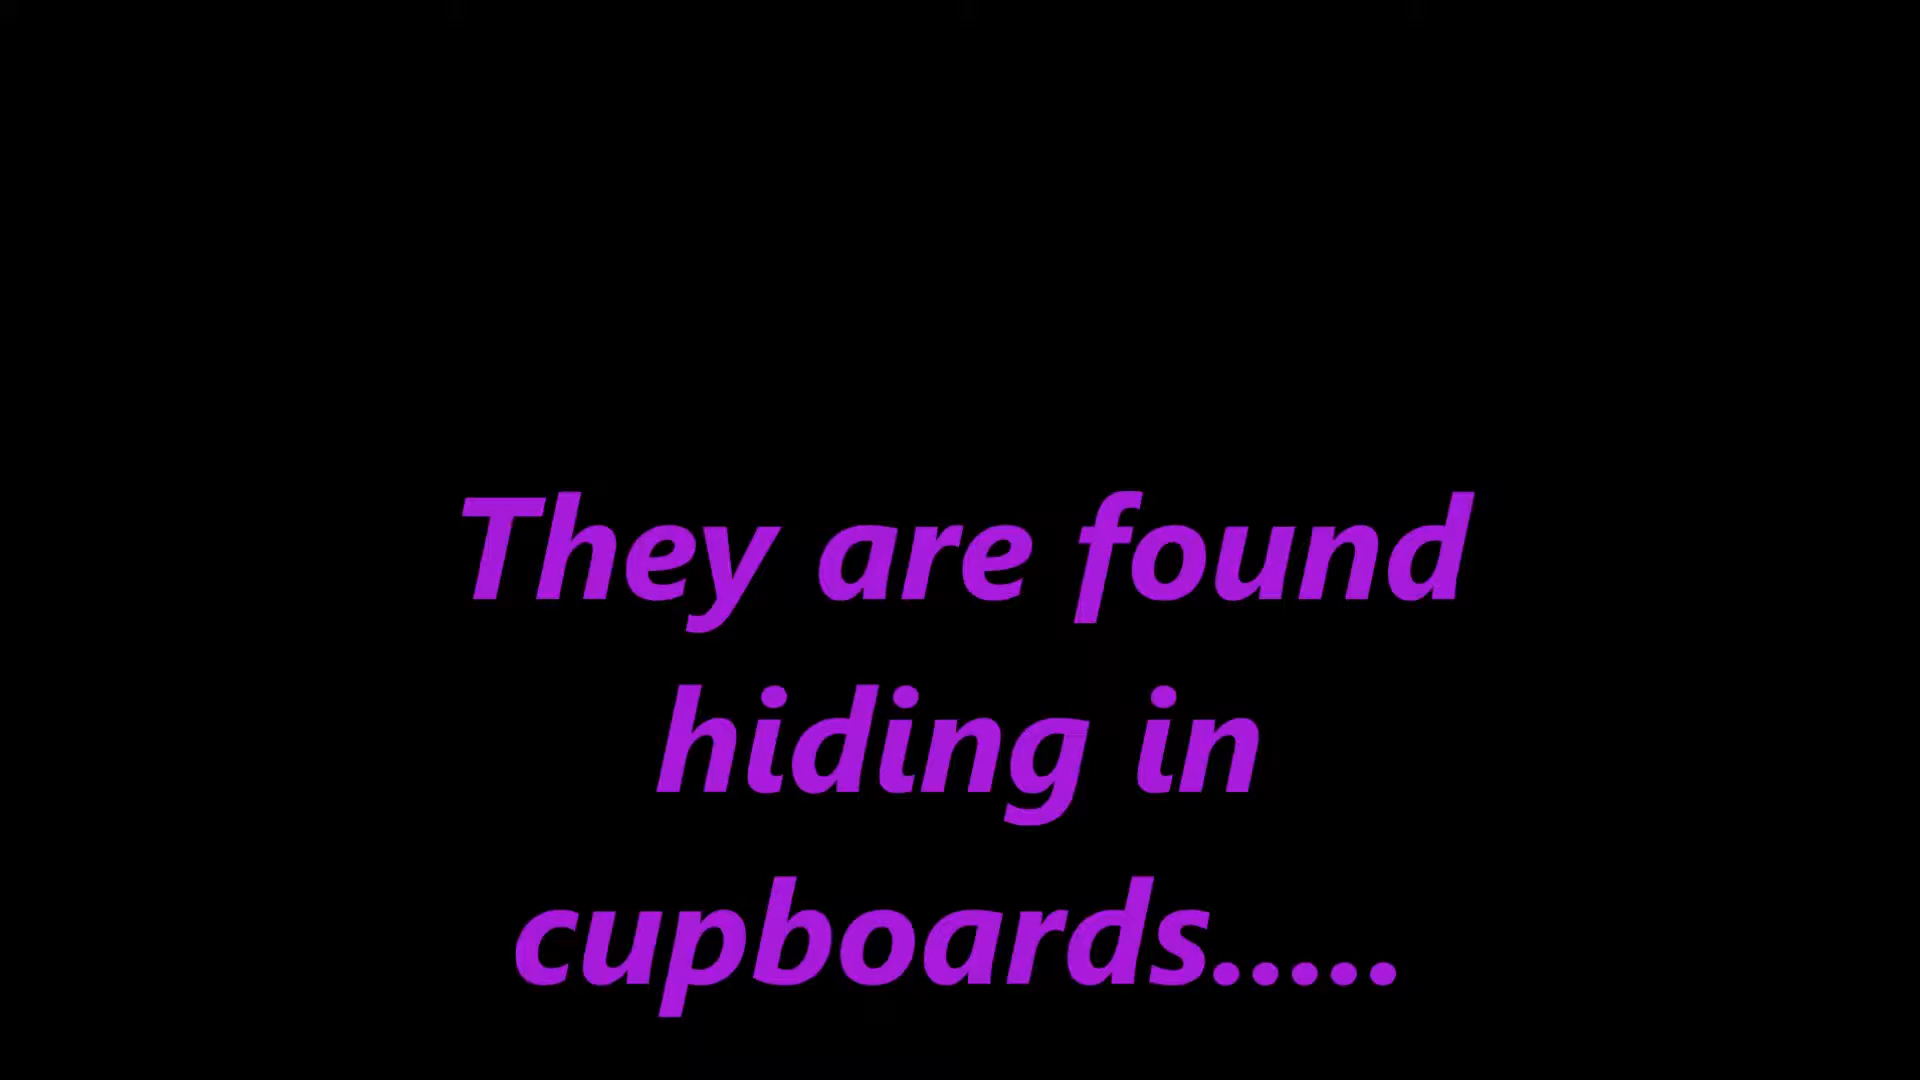 They are found
hiding in
cupboards.....